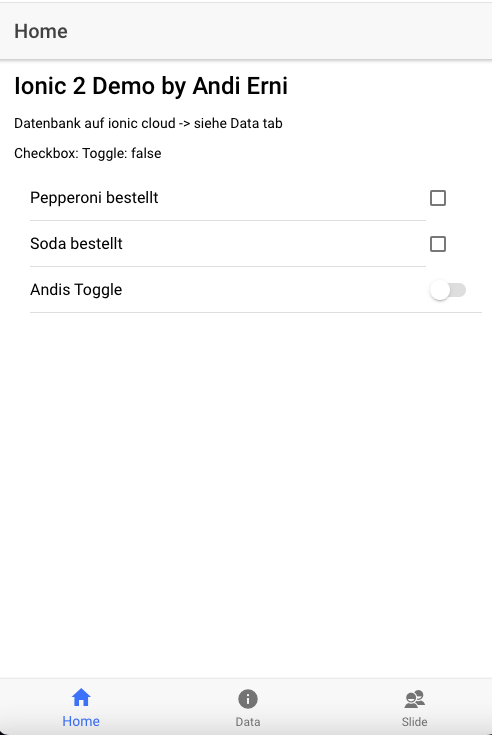 Home
Ionic 2 Demo by Andi Erni
Datenbank auf ionic cloud -> siehe Data tab
Checkbox: Toggle: false
Pepperoni bestellt
Soda bestellt
Andis Toggle
Home
Data
Slide